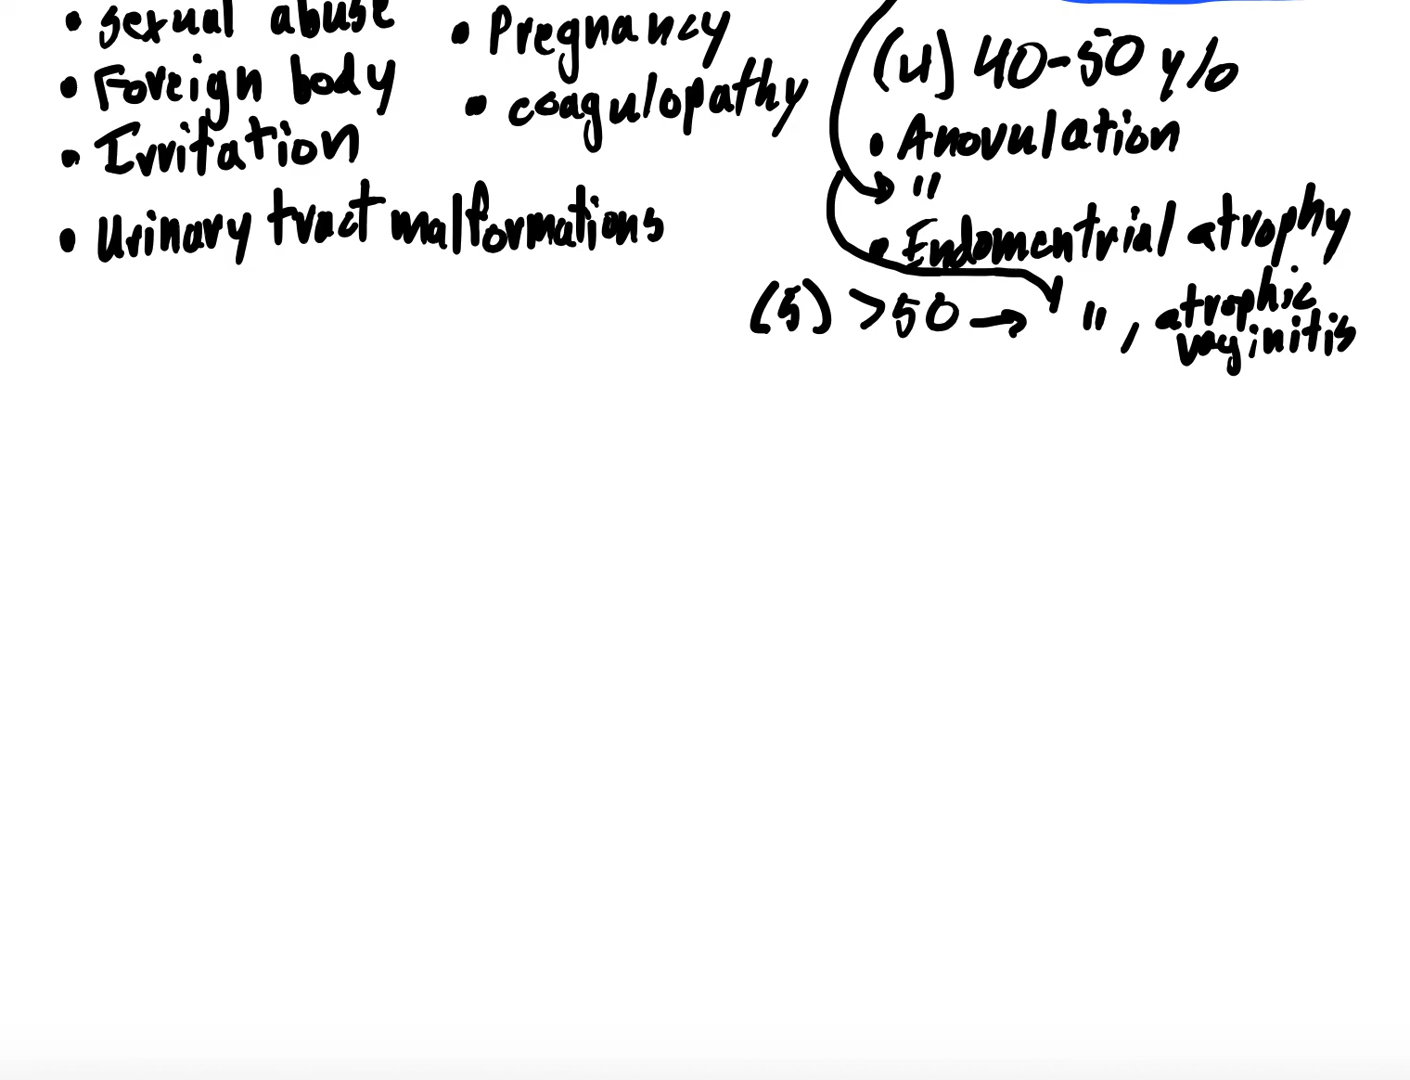 • sexual abuse
• Foreign body
• Irritation
• Urinary tract malformations
• Pregnancy
• coagulopathy
(4) 40-50 y/o
• Anovulation
→ "
• Endomentrial atrophy
(5) >50 → " , atrophic
vaginitis